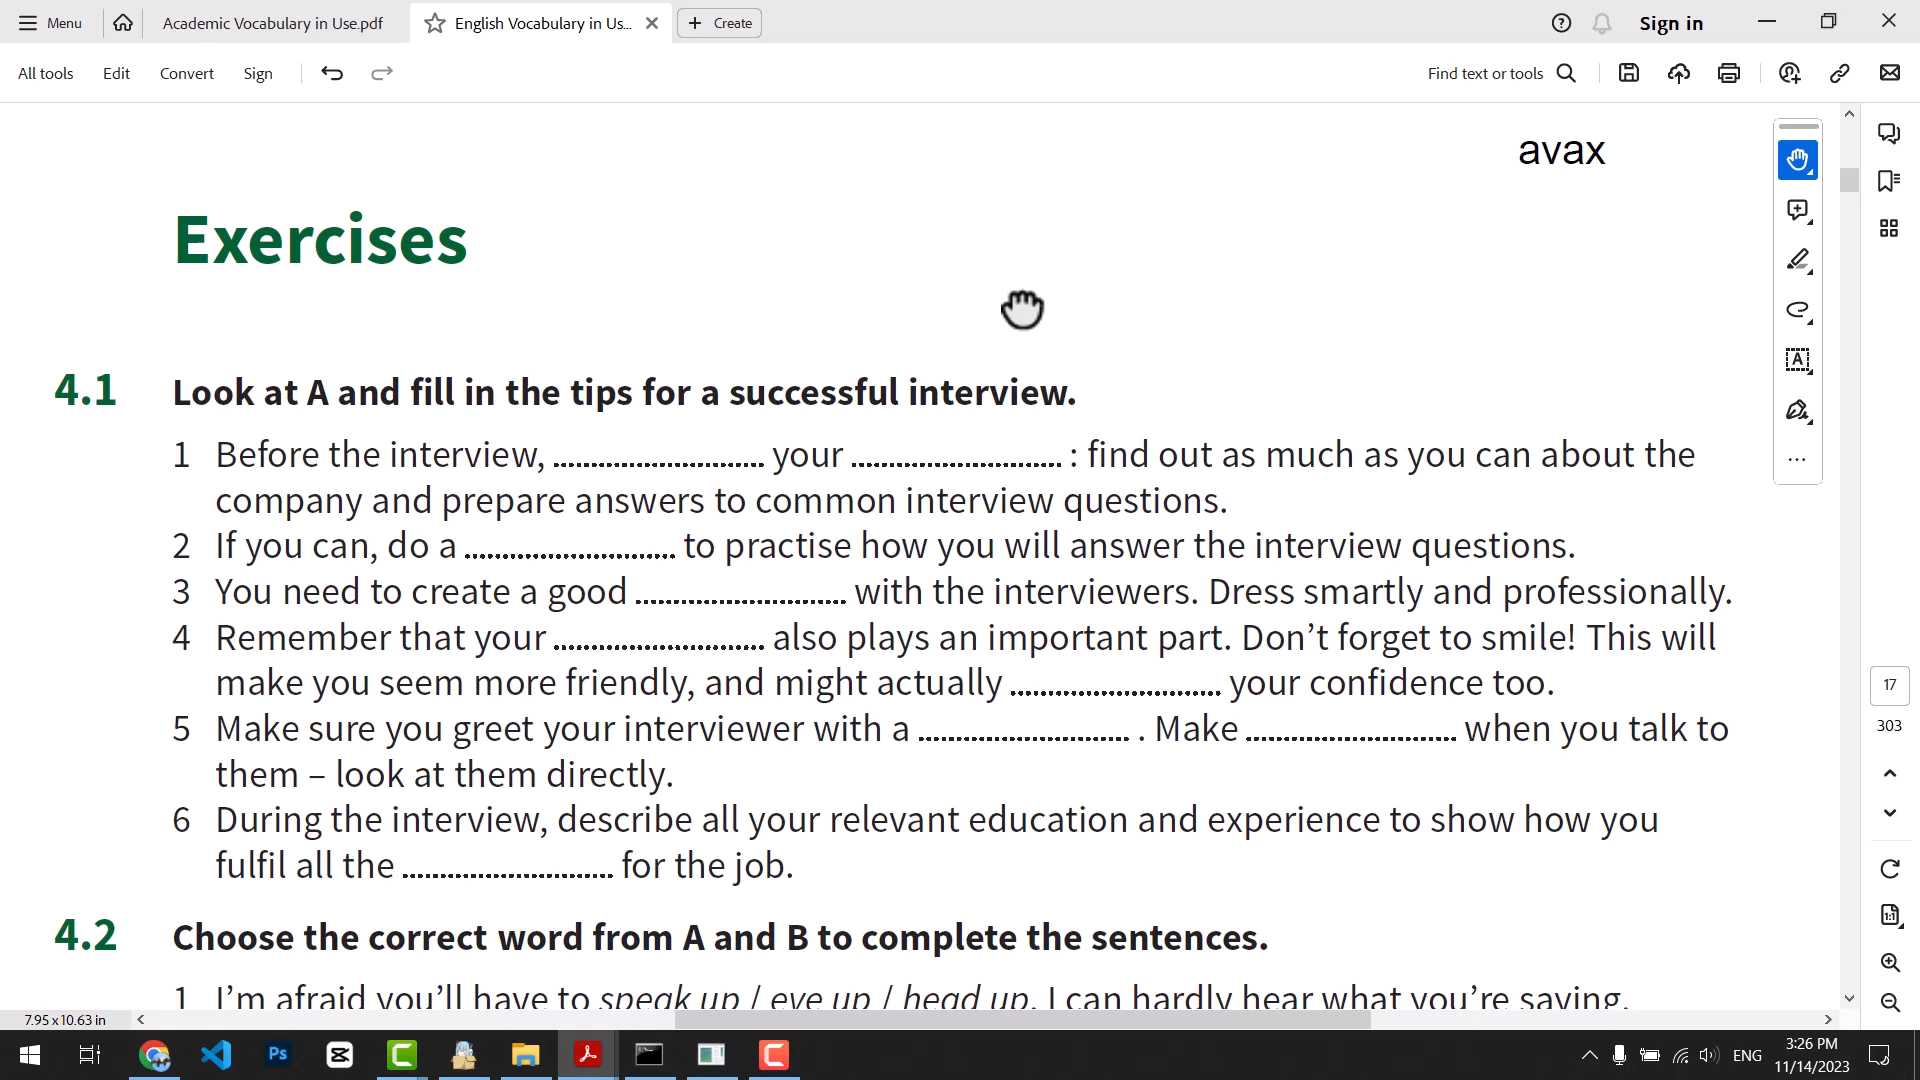 Menu
Academic Vocabulary in Use.pdf
English Vocabulary in Us...
Create
Sign in
All tools
Edit
Convert
Sign
Find text or tools
avax
Exercises
4.1 Look at A and fill in the tips for a successful interview.
1 Before the interview, ........................ your ........................ : find out as much as you can about the
company and prepare answers to common interview questions.
2 If you can, do a ........................ to practise how you will answer the interview questions.
3 You need to create a good ........................ with the interviewers. Dress smartly and professionally.
4 Remember that your ........................ also plays an important part. Don’t forget to smile! This will
make you seem more friendly, and might actually ........................ your confidence too.
5 Make sure you greet your interviewer with a ........................ . Make ........................ when you talk to
them – look at them directly.
6 During the interview, describe all your relevant education and experience to show how you
fulfil all the ........................ for the job.
4.2 Choose the correct word from A and B to complete the sentences.
1 I’m afraid you’ll have to speak up / eye up / head up. I can hardly hear what you’re saying.
17
303
7.95 x 10.63 in
Ps
ENG
3:26 PM
11/14/2023